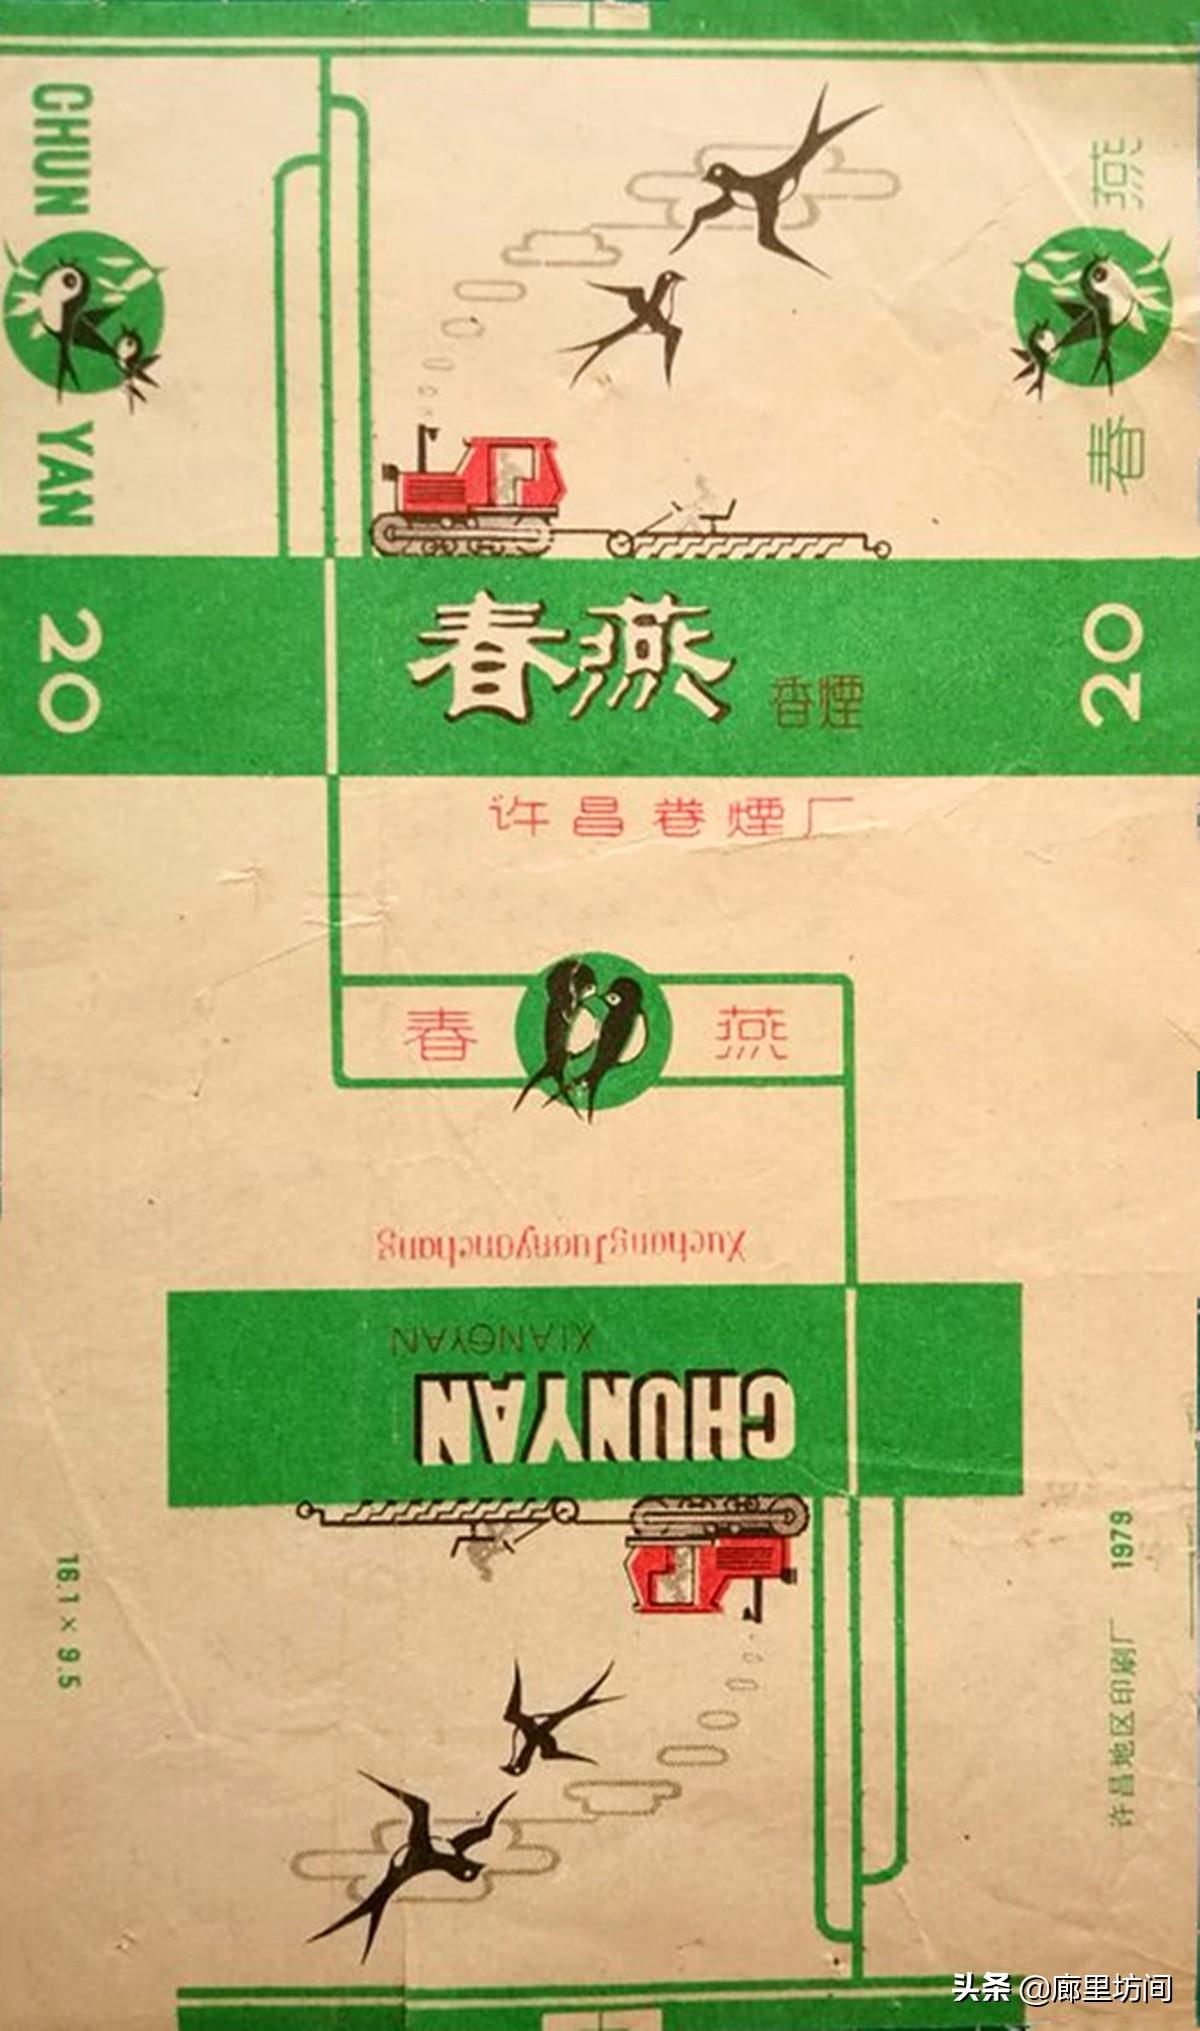 CHUN YAN
20
春燕
20
春燕 香煙
许昌卷煙厂
春 燕
XuchangJuanyanchang
XIANGYAN
CHUNYAN
16.1×9.5
许昌地区印刷厂 1979
头条 @廊里坊间